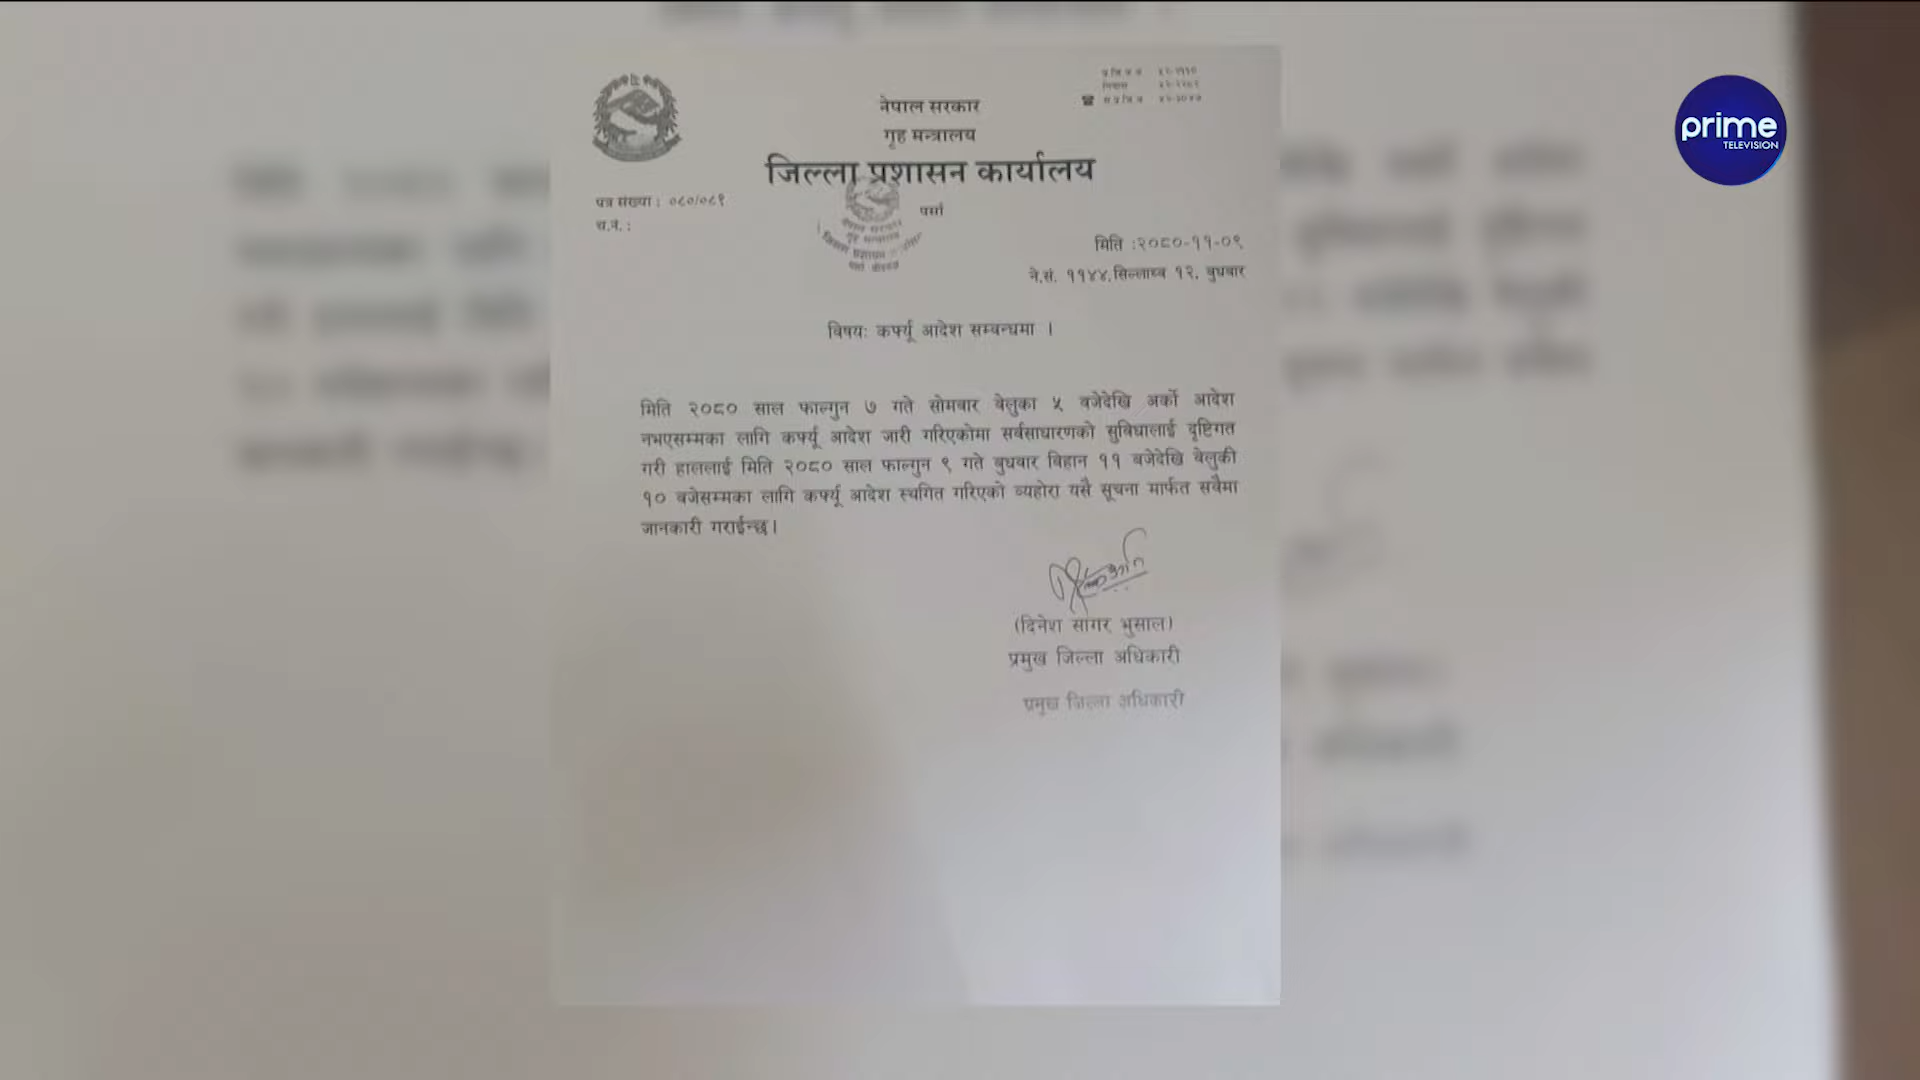 नेपाल सरकार
गृह मन्त्रालय
जिल्ला प्रशासन कार्यालय
पर्सा
पत्र संख्या : ०८०/०८१
च.नं. :
मिति :२०८०-११-०९
ने.सं. ११४४,सिल्लाथ्व १२, बुधबार
विषयः कर्फ्यू आदेश सम्बन्धमा ।
मिति २०८० साल फाल्गुन ७ गते सोमबार बेलुका ५ बजेदेखि अर्को आदेश
नभएसम्मका लागि कर्फ्यू आदेश जारी गरिएकोमा सर्बसाधारणको सुबिधालाई दृष्टिगत
गरी हाललाई मिति २०८० साल फाल्गुन ९ गते बुधबार बिहान ११ बजेदेखि बेलुकी
१० बजेसम्मका लागि कर्फ्यू आदेश स्थगित गरिएको व्यहोरा यसै सूचना मार्फत सबैमा
जानकारी गराईन्छ।
(दिनेश सागर भुसाल)
प्रमुख जिल्ला अधिकारी
प्रमुख जिल्ला अधिकारी
prime
TELEVISION